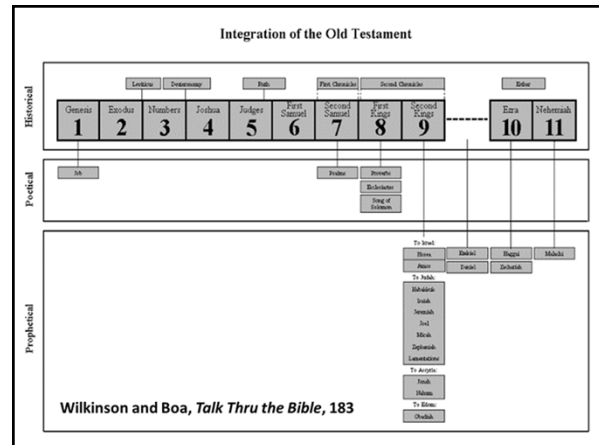 Integration of the Old Testament
Historical
Leviticus
Deuteronomy
Ruth
First Chronicles
Second Chronicles
Esther
Genesis
1
Exodus
2
Numbers
3
Joshua
4
Judges
5
First
Samuel
6
Second
Samuel
7
First
Kings
8
Second
Kings
9
Ezra
10
Nehemiah
11
Poetical
Job
Psalms
Proverbs
Ecclesiastes
Song of
Solomon
Prophetical
To Israel:
Hosea
Amos
To Judah:
Habakkuk
Isaiah
Jeremiah
Joel
Micah
Zephaniah
Lamentations
To Assyria:
Jonah
Nahum
To Edom:
Obadiah
Ezekiel
Daniel
Haggai
Zechariah
Malachi
Wilkinson and Boa, Talk Thru the Bible, 183